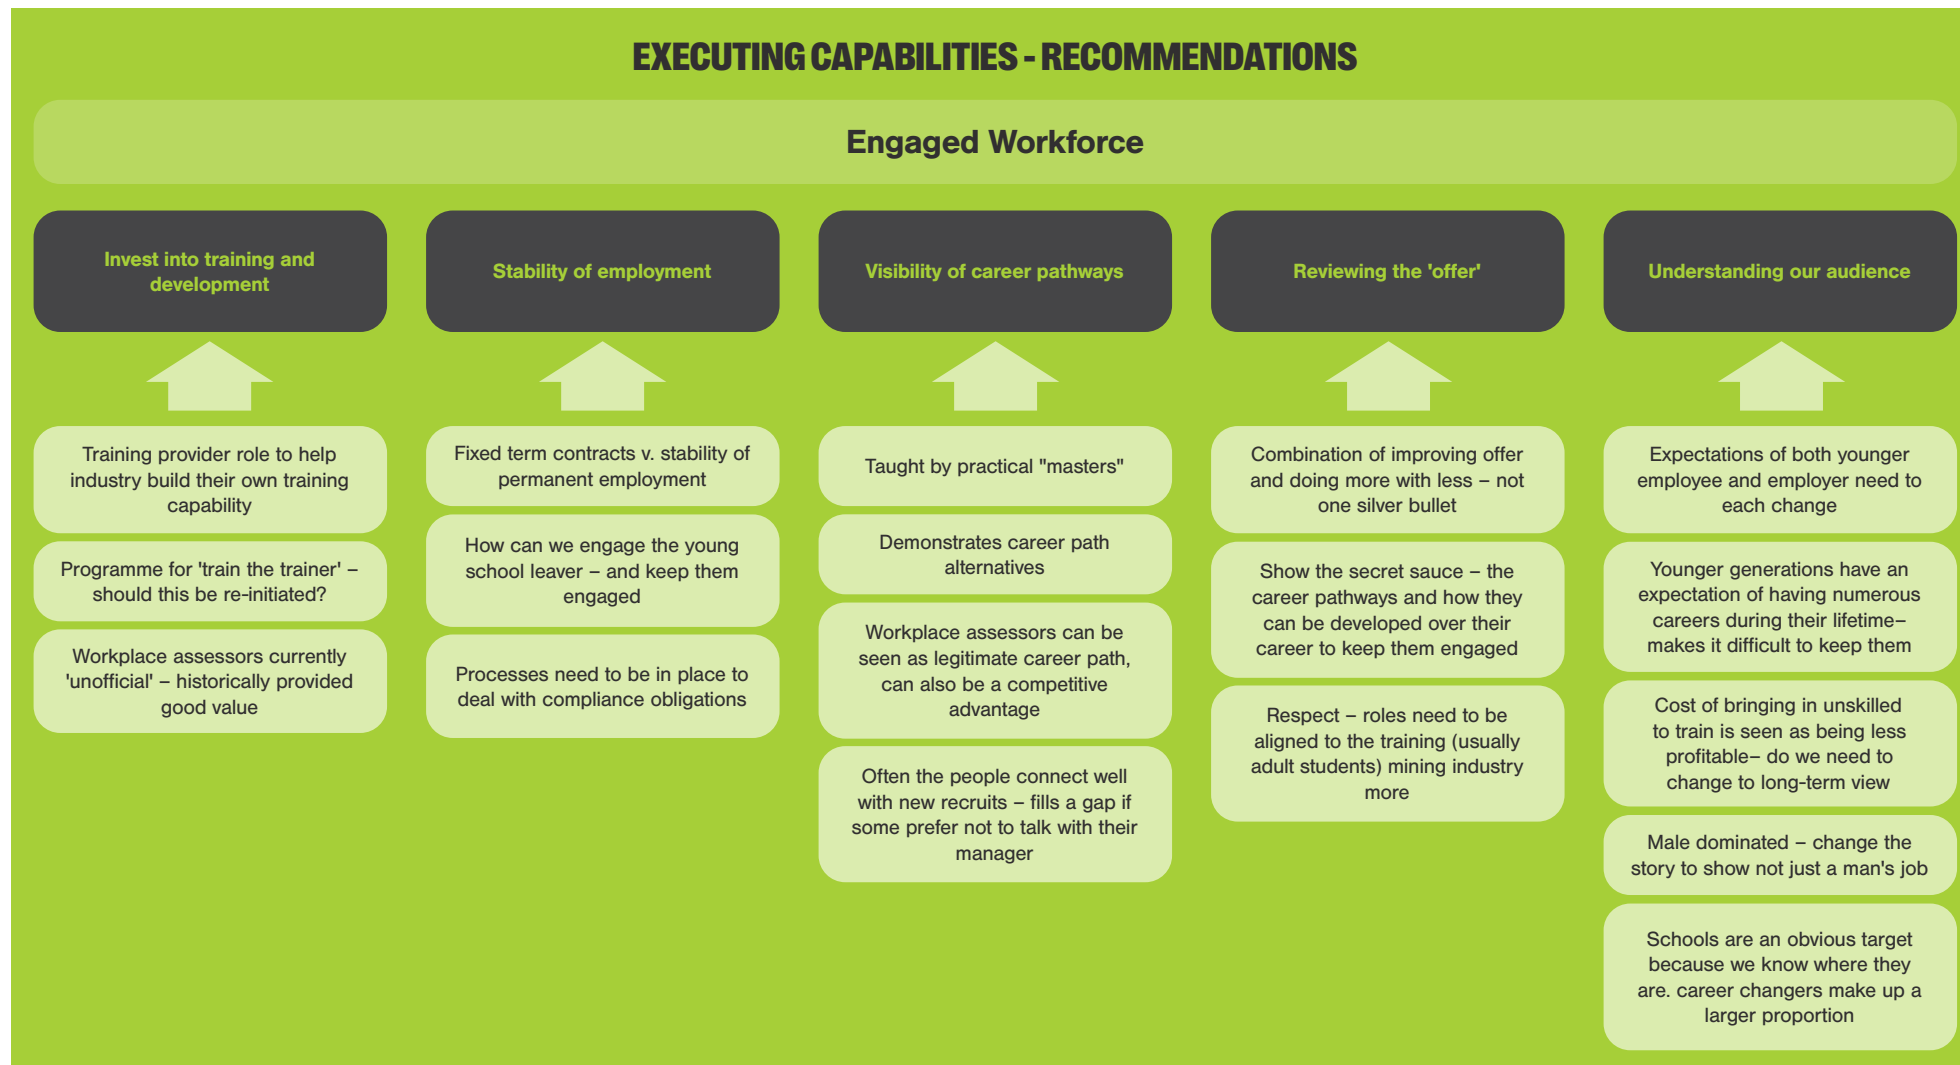 EXECUTING CAPABILITIES - RECOMMENDATIONS
Engaged Workforce
Invest into training and
development
Training provider role to help
industry build their own training
capability
Programme for 'train the trainer' –
should this be re-initiated?
Workplace assessors currently
'unofficial' – historically provided
good value
Stability of employment
Fixed term contracts v. stability of
permanent employment
How can we engage the young
school leaver – and keep them
engaged
Processes need to be in place to
deal with compliance obligations
Visibility of career pathways
Taught by practical "masters"
Demonstrates career path
alternatives
Workplace assessors can be
seen as legitimate career path,
can also be a competitive
advantage
Often the people connect well
with new recruits – fills a gap if
some prefer not to talk with their
manager
Reviewing the 'offer'
Combination of improving offer
and doing more with less – not
one silver bullet
Show the secret sauce – the
career pathways and how they
can be developed over their
career to keep them engaged
Respect – roles need to be
aligned to the training (usually
adult students) mining industry
more
Understanding our audience
Expectations of both younger
employee and employer need to
each change
Younger generations have an
expectation of having numerous
careers during their lifetime–
makes it difficult to keep them
Cost of bringing in unskilled
to train is seen as being less
profitable– do we need to
change to long-term view
Male dominated – change the
story to show not just a man's job
Schools are an obvious target
because we know where they
are. career changers make up a
larger proportion